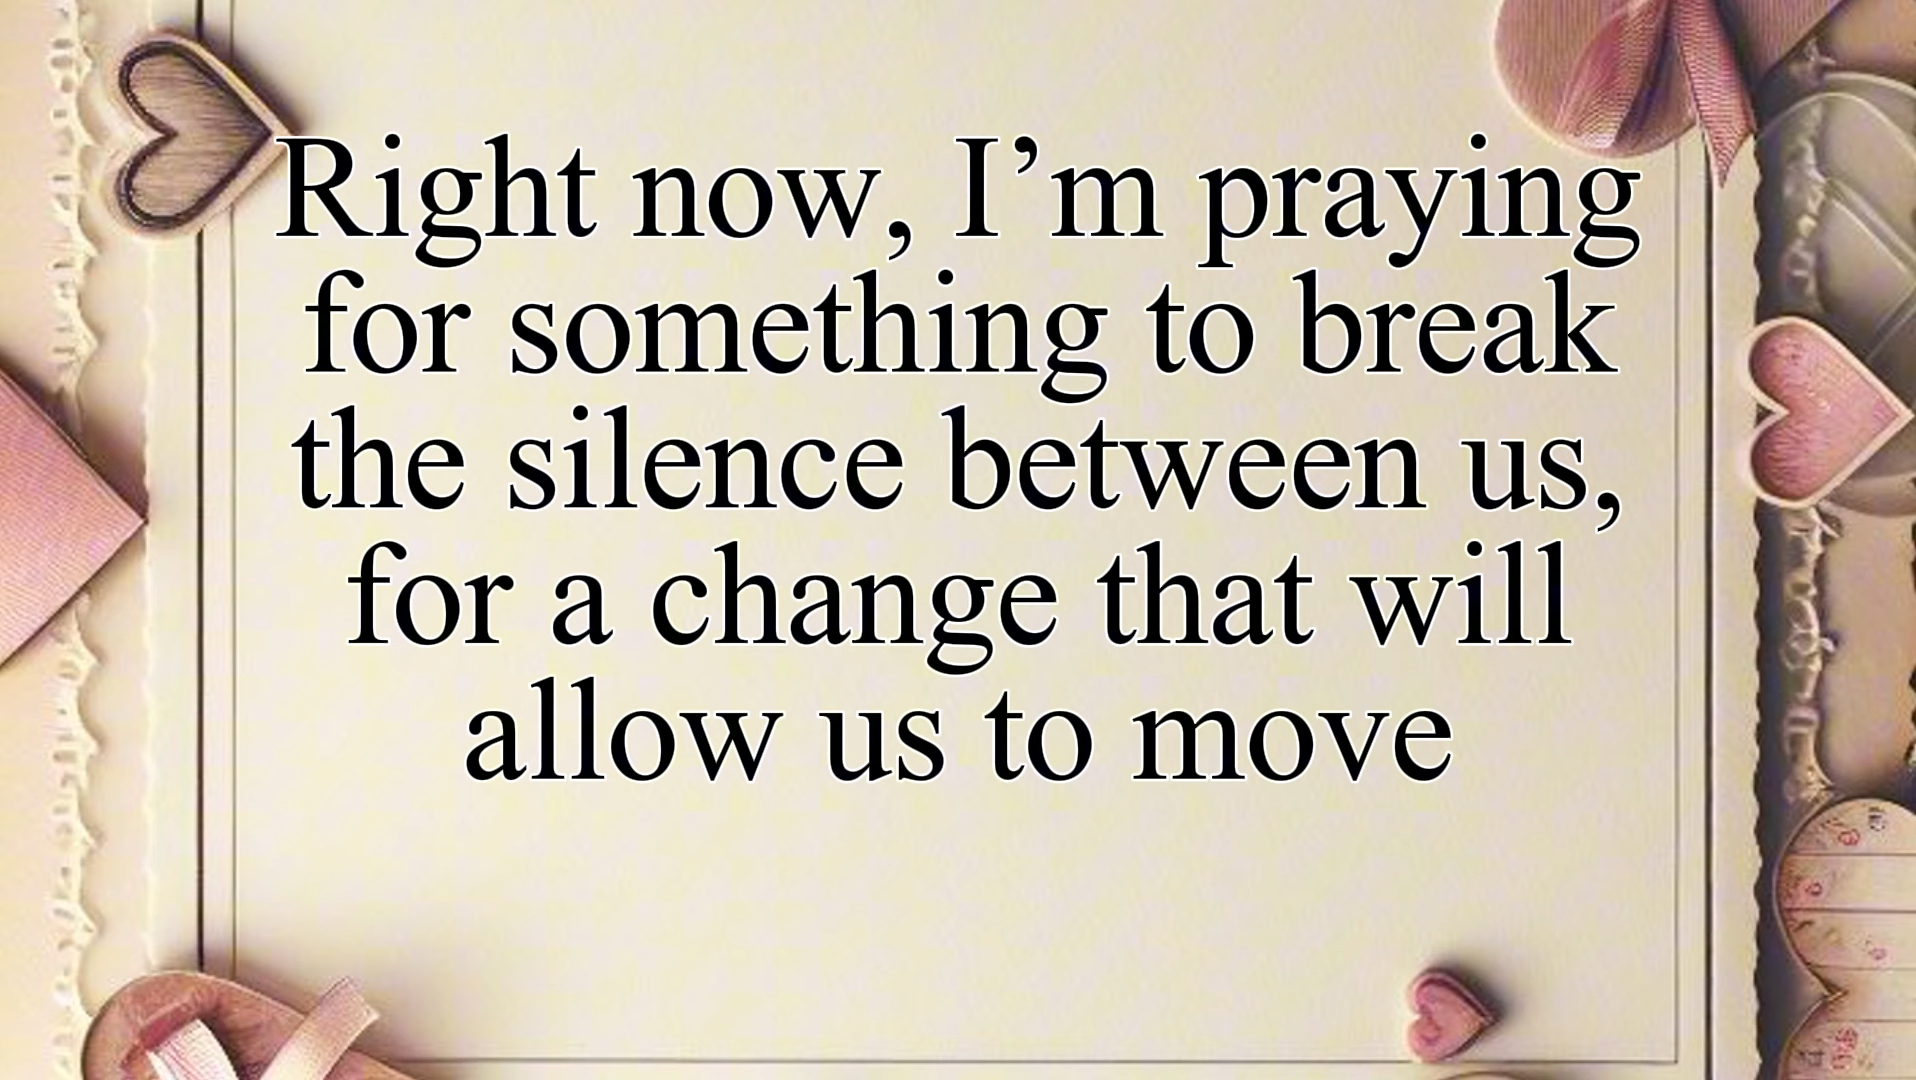 Right now, I’m praying
for something to break
the silence between us,
for a change that will
allow us to move